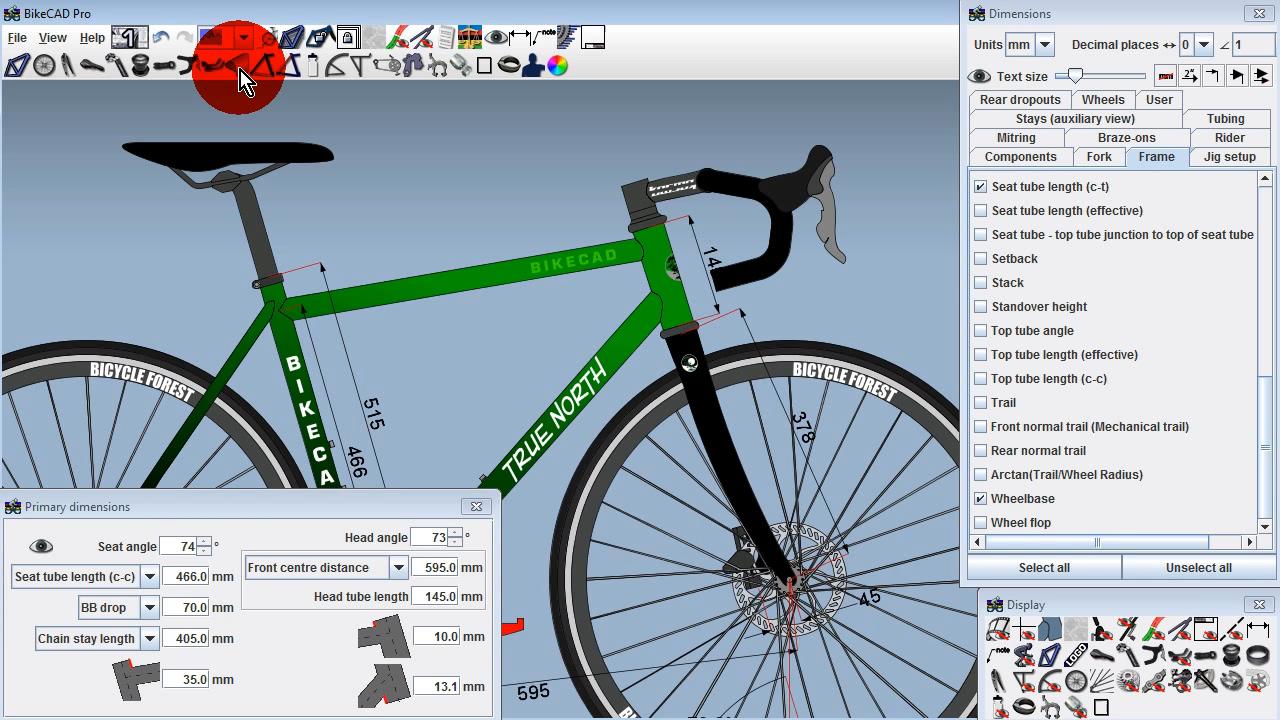 BikeCAD Pro
File View Help
1
note
BICYCLE FOREST
BIKECAD
TRUE NORTH
BIKECA
BICYCLE FOREST
515
466
14
378
45
595
Primary dimensions
Seat angle 74 °
Seat tube length (c-c) 466.0 mm
BB drop 70.0 mm
Chain stay length 405.0 mm
35.0 mm
Head angle 73 °
Front centre distance 595.0 mm
Head tube length 145.0 mm
10.0 mm
13.1 mm
Dimensions
Units mm Decimal places 0 1
Text size mm 2"
Rear dropouts Wheels User
Stays (auxiliary view) Tubing
Mitring Braze-ons Rider
Components Fork Frame Jig setup
Seat tube length (c-t)
Seat tube length (effective)
Seat tube - top tube junction to top of seat tube
Setback
Stack
Standover height
Top tube angle
Top tube length (effective)
Top tube length (c-c)
Trail
Front normal trail (Mechanical trail)
Rear normal trail
Arctan(Trail/Wheel Radius)
Wheelbase
Wheel flop
Select all Unselect all
Display
note
LOGO